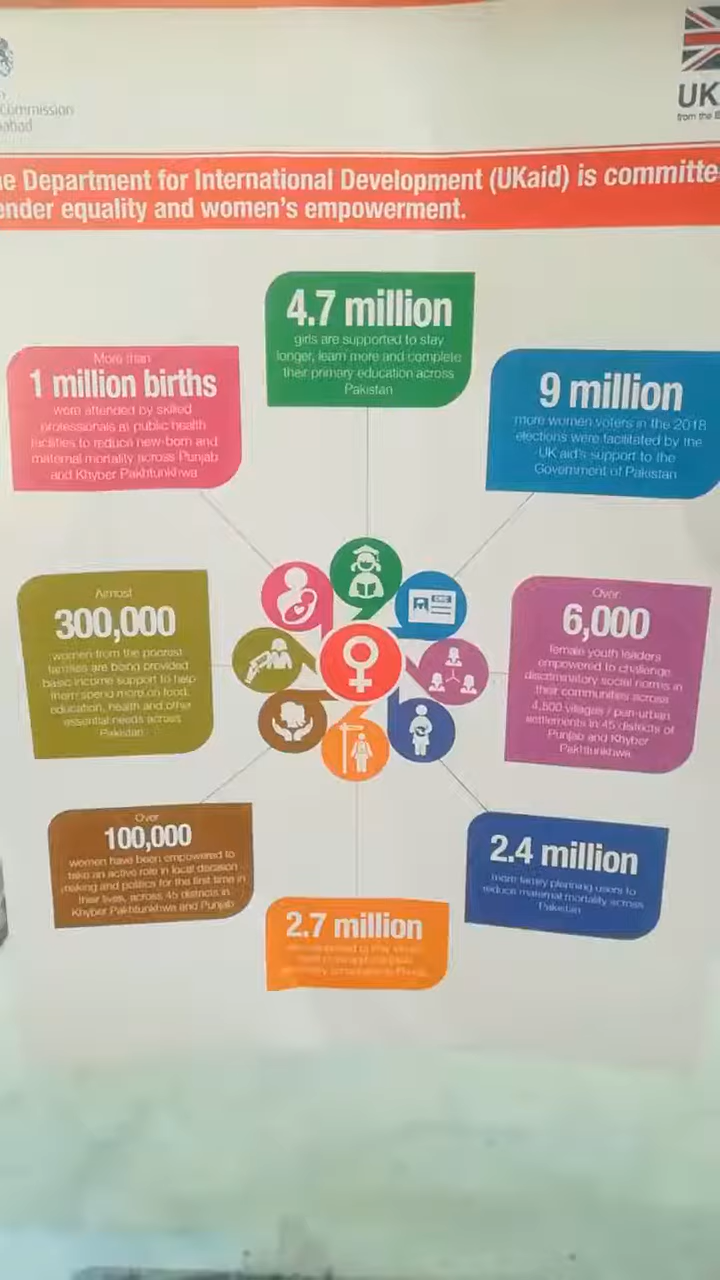 Commission
UK
from the B
Department for International Development (UKaid) is committe
ender equality and women's empowerment.
4.7 million
girls are supported to stay
longer, learn more and complete
their primary education across
Pakistan
More than
1 million births
were attended by skilled
professionals at public health
facilities to reduce new-born and
maternal mortality across Punjab
and Khyber Pakhtunkhwa
9 million
more women voters in the 2018
elections were facilitated by the
UK aid's support to the
Government of Pakistan
Almost
300,000
women from the poorest
families are being provided
basic income support to help
them spend more on food,
education, health and other
essential needs across
Pakistan
Over
6,000
female youth leaders
empowered to challenge
discriminatory social norms in
their communities across
4,500 villages / peri-urban
settlements in 45 districts of
Punjab and Khyber
Pakhtunkhwa
Over
100,000
women have been empowered to
take an active role in local decision
making and politics for the first time in
their lives, across 45 districts in
Khyber Pakhtunkhwa and Punjab
2.4 million
more family planning users to
reduce maternal mortality across
Pakistan
2.7 million